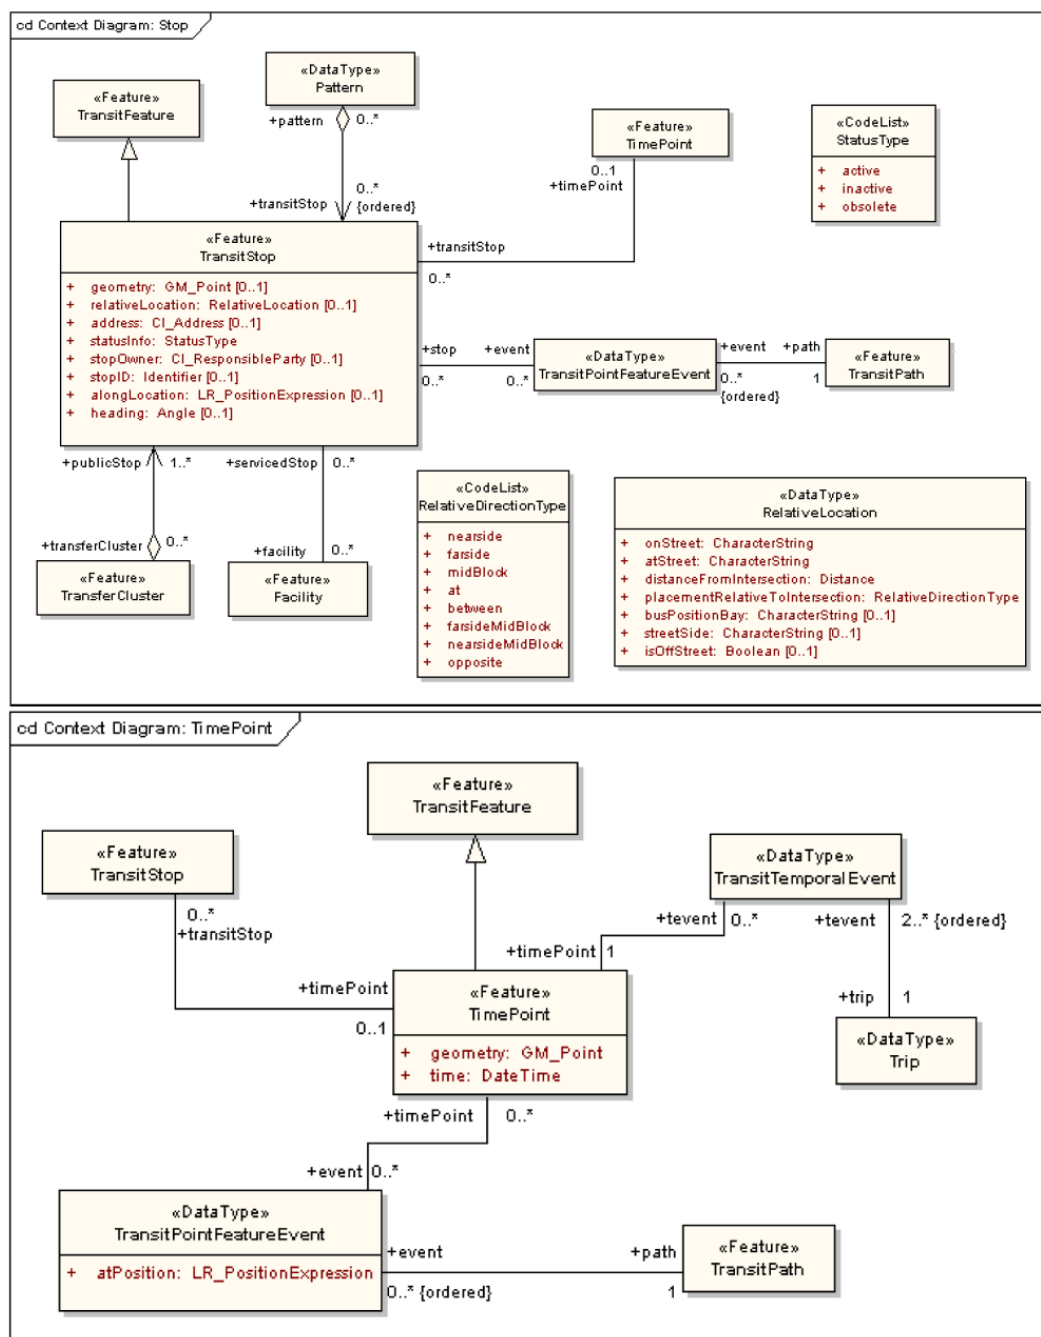 cd Context Diagram: Stop
«Feature»
TransitFeature
«DataType»
Pattern
+pattern
0..*
«Feature»
TimePoint
0..1
+timePoint
«CodeList»
StatusType
+ active
+ inactive
+ obsolete
0..*
+transitStop
{ordered}
«Feature»
TransitStop
+ geometry: GM_Point [0..1]
+ relativeLocation: RelativeLocation [0..1]
+ address: CI_Address [0..1]
+ statusInfo: StatusType
+ stopOwner: CI_ResponsibleParty [0..1]
+ stopID: Identifier [0..1]
+ alongLocation: LR_PositionExpression [0..1]
+ heading: Angle [0..1]
+transitStop
0..*
+stop
+event
0..*
0..*
«DataType»
TransitPointFeatureEvent
+event
+path
0..*
1
{ordered}
«Feature»
TransitPath
+publicStop
1..*
+servicedStop
0..*
+transferCluster
0..*
+facility
0..*
«Feature»
TransferCluster
«Feature»
Facility
«CodeList»
RelativeDirectionType
+ nearside
+ farside
+ midBlock
+ at
+ between
+ farsideMidBlock
+ nearsideMidBlock
+ opposite
«DataType»
RelativeLocation
+ onStreet: CharacterString
+ atStreet: CharacterString
+ distanceFromIntersection: Distance
+ placementRelativeToIntersection: RelativeDirectionType
+ busPositionBay: CharacterString [0..1]
+ streetSide: CharacterString [0..1]
+ isOffStreet: Boolean [0..1]
cd Context Diagram: TimePoint
«Feature»
TransitFeature
«Feature»
TransitStop
0..*
+transitStop
«DataType»
TransitTemporalEvent
+tevent
0..*
+tevent
2..* {ordered}
+timePoint
1
+timePoint
0..1
«Feature»
TimePoint
+ geometry: GM_Point
+ time: DateTime
+trip
1
«DataType»
Trip
+timePoint
0..*
+event
0..*
«DataType»
TransitPointFeatureEvent
+ atPosition: LR_PositionExpression
+event
+path
0..* {ordered}
1
«Feature»
TransitPath